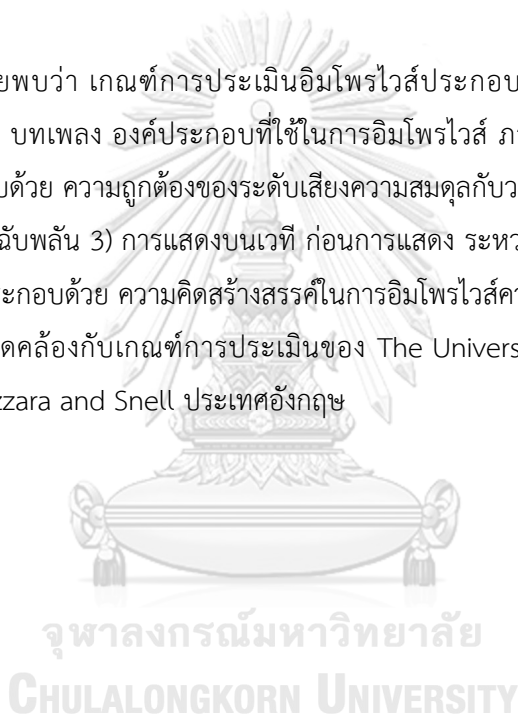 ยพบว่า เกณฑ์การประเมินอิมโพรไวส์ประกอบ
บทเพลง องค์ประกอบที่ใช้ในการอิมโพรไวส์
บด้วย ความถูกต้องของระดับเสียงความสมดุลกับว
ฉับพลัน 3) การแสดงบนเวที ก่อนการแสดง ระหว
ระกอบด้วย ความคิดสร้างสรรค์ในการอิมโพรไวส์คว
ดคล้องกับเกณฑ์การประเมินของ The Univers
zzara and Snell ประเทศอังกฤษ
จุฬาลงกรณ์มหาวิทยาลัย
CHULALONGKORN UNIVERSITY